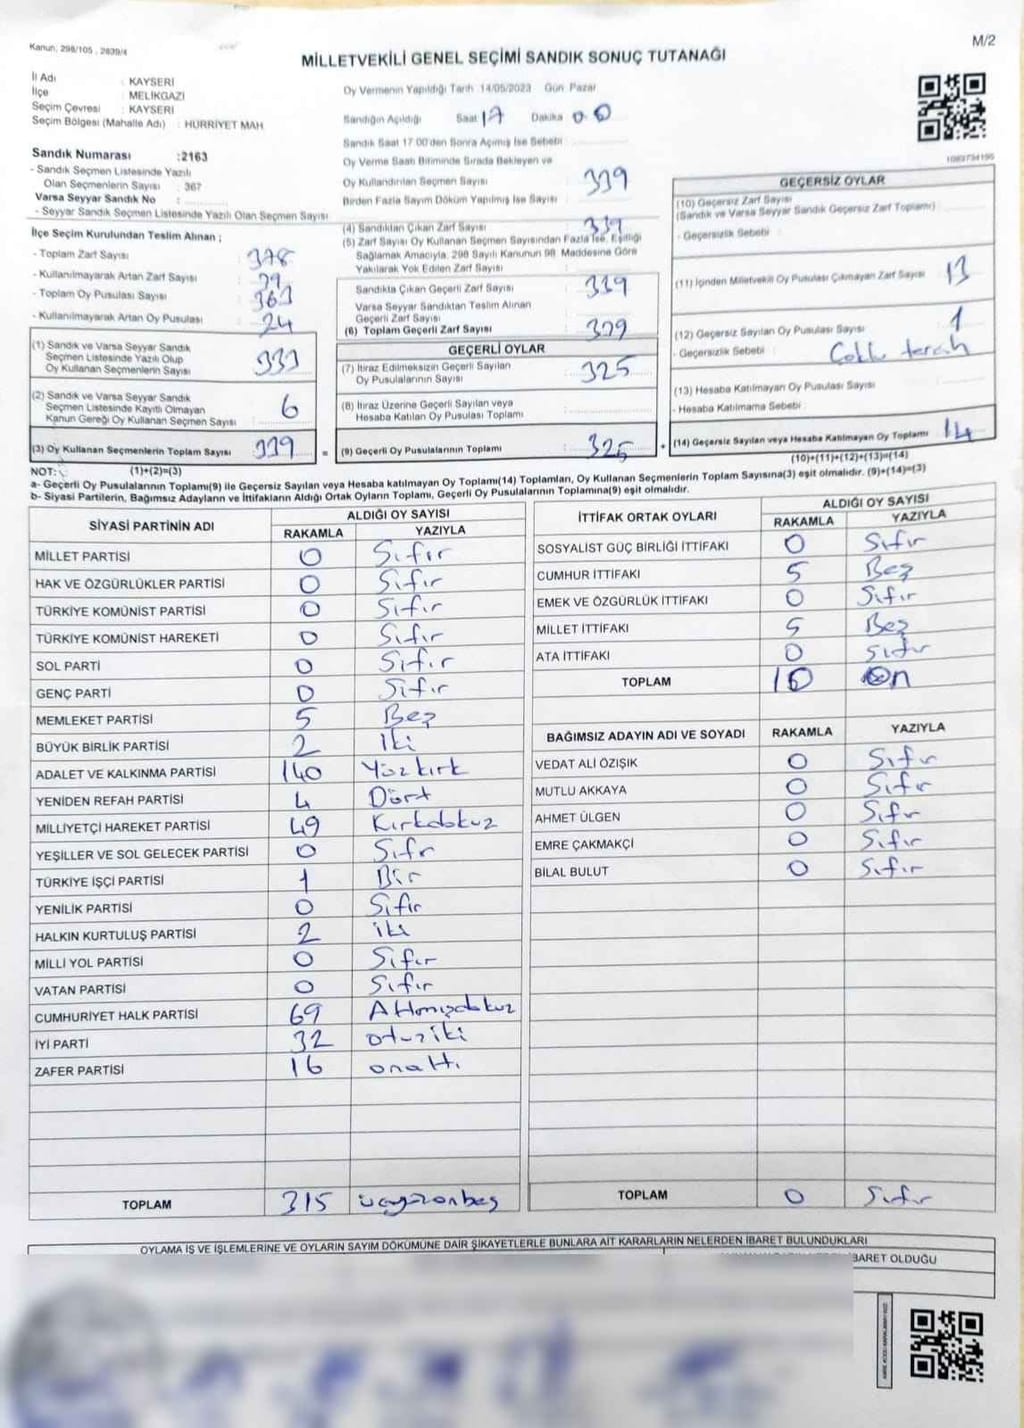 Kanun; 298/105 , 2839/4
M/2
MİLLETVEKİLİ GENEL SEÇİMİ SANDIK SONUÇ TUTANAĞI
İl Adı : KAYSERİ
İlçe : MELİKGAZİ
Seçim Çevresi : KAYSERİ
Seçim Bölgesi (Mahalle Adı) : HÜRRİYET MAH
Sandık Numarası :2163
- Sandık Seçmen Listesinde Yazılı
Olan Seçmenlerin Sayısı : 367
Varsa Seyyar Sandık No :
- Seyyar Sandık Seçmen Listesinde Yazılı Olan Seçmen Sayısı
İlçe Seçim Kurulundan Teslim Alınan ;
- Toplam Zarf Sayısı : 378
- Kullanılmayarak Artan Zarf Sayısı : 39
- Toplam Oy Pusulası Sayısı : 363
- Kullanılmayarak Artan Oy Pusulası : 24
(1) Sandık ve Varsa Seyyar Sandık
Seçmen Listesinde Yazılı Olup
Oy Kullanan Seçmenlerin Sayısı : 333
(2) Sandık ve Varsa Seyyar Sandık
Seçmen Listesinde Kayıtlı Olmayan
Kanun Gereği Oy Kullanan Seçmen Sayısı : 6
(3) Oy Kullanan Seçmenlerin Toplam Sayısı : 339
Oy Vermenin Yapıldığı Tarih 14/05/2023 Gün Pazar
Sandığın Açıldığı Saat 17 Dakika 00
Sandık Saat 17:00'den Sonra Açılmış İse Sebebi
Oy Verme Saati Bitiminde Sırada Bekleyen ve
Oy Kullandırılan Seçmen Sayısı : 339
Birden Fazla Sayım Döküm Yapılmış İse Sayısı :
(4) Sandıktan Çıkan Zarf Sayısı : 339
(5) Zarf Sayısı Oy Kullanan Seçmen Sayısından Fazla İse, Eşitliği
Sağlamak Amacıyla, 298 Sayılı Kanunun 98. Maddesine Göre
Yakılarak Yok Edilen Zarf Sayısı :
Sandıkta Çıkan Geçerli Zarf Sayısı : 339
Varsa Seyyar Sandıktan Teslim Alınan
Geçerli Zarf Sayısı :
(6) Toplam Geçerli Zarf Sayısı : 339
GEÇERLİ OYLAR
(7) İtiraz Edilmeksizin Geçerli Sayılan
Oy Pusulalarının Sayısı : 325
(8) İtiraz Üzerine Geçerli Sayılan veya
Hesaba Katılan Oy Pusulası Toplamı :
= (9) Geçerli Oy Pusulalarının Toplamı : 325 +
GEÇERSİZ OYLAR
(10) Geçersiz Zarf Sayısı
(Sandık ve Varsa Seyyar Sandık Geçersiz Zarf Toplamı)
- Geçersizlik Sebebi :
(11) İçinden Milletvekili Oy Pusulası Çıkmayan Zarf Sayısı : 13
(12) Geçersiz Sayılan Oy Pusulası Sayısı : 1
- Geçersizlik Sebebi : Çoklu tercih
(13) Hesaba Katılmayan Oy Pusulası Sayısı
- Hesaba Katılmama Sebebi :
(14) Geçersiz Sayılan veya Hesaba Katılmayan Oy Toplamı 14
NOT: (1)+(2)=(3) (10)+(11)+(12)+(13)=(14)
a- Geçerli Oy Pusulalarının Toplamı(9) ile Geçersiz Sayılan veya Hesaba katılmayan Oy Toplamı(14) Toplamları, Oy Kullanan Seçmenlerin Toplam Sayısına(3) eşit olmalıdır. (9)+(14)=(3)
b- Siyasi Partilerin, Bağımsız Adayların ve İttifakların Aldığı Ortak Oyların Toplamı, Geçerli Oy Pusulalarının Toplamına(9) eşit olmalıdır.
SİYASİ PARTİNİN ADI ALDIĞI OY SAYISI
RAKAMLA YAZIYLA
MİLLET PARTİSİ 0 Sıfır
HAK VE ÖZGÜRLÜKLER PARTİSİ 0 Sıfır
TÜRKİYE KOMÜNİST PARTİSİ 0 Sıfır
TÜRKİYE KOMÜNİST HAREKETİ 0 Sıfır
SOL PARTİ 0 Sıfır
GENÇ PARTİ 0 Sıfır
MEMLEKET PARTİSİ 5 Beş
BÜYÜK BİRLİK PARTİSİ 2 İki
ADALET VE KALKINMA PARTİSİ 140 Yüzkırk
YENİDEN REFAH PARTİSİ 4 Dört
MİLLİYETÇİ HAREKET PARTİSİ 49 Kırkdokuz
YEŞİLLER VE SOL GELECEK PARTİSİ 0 Sıfır
TÜRKİYE İŞÇİ PARTİSİ 1 Bir
YENİLİK PARTİSİ 0 Sıfır
HALKIN KURTULUŞ PARTİSİ 2 iki
MİLLİ YOL PARTİSİ 0 Sıfır
VATAN PARTİSİ 0 Sıfır
CUMHURİYET HALK PARTİSİ 69 Altmışdokuz
İYİ PARTİ 32 otuziki
ZAFER PARTİSİ 16 onaltı
TOPLAM 315 üçyüzonbeş
İTTİFAK ORTAK OYLARI ALDIĞI OY SAYISI
RAKAMLA YAZIYLA
SOSYALİST GÜÇ BİRLİĞİ İTTİFAKI 0 Sıfır
CUMHUR İTTİFAKI 5 Beş
EMEK VE ÖZGÜRLÜK İTTİFAKI 0 Sıfır
MİLLET İTTİFAKI 5 Beş
ATA İTTİFAKI 0 Sıfır
TOPLAM 10 On
BAĞIMSIZ ADAYIN ADI VE SOYADI RAKAMLA YAZIYLA
VEDAT ALİ ÖZIŞIK 0 Sıfır
MUTLU AKKAYA 0 Sıfır
AHMET ÜLGEN 0 Sıfır
EMRE ÇAKMAKÇİ 0 Sıfır
BİLAL BULUT 0 Sıfır
TOPLAM 0 Sıfır
OYLAMA İŞ VE İŞLEMLERİNE VE OYLARIN SAYIM DÖKÜMÜNE DAİR ŞİKAYETLERLE BUNLARA AİT KARARLARIN NELERDEN İBARET BULUNDUKLARI
BARET OLDUĞU